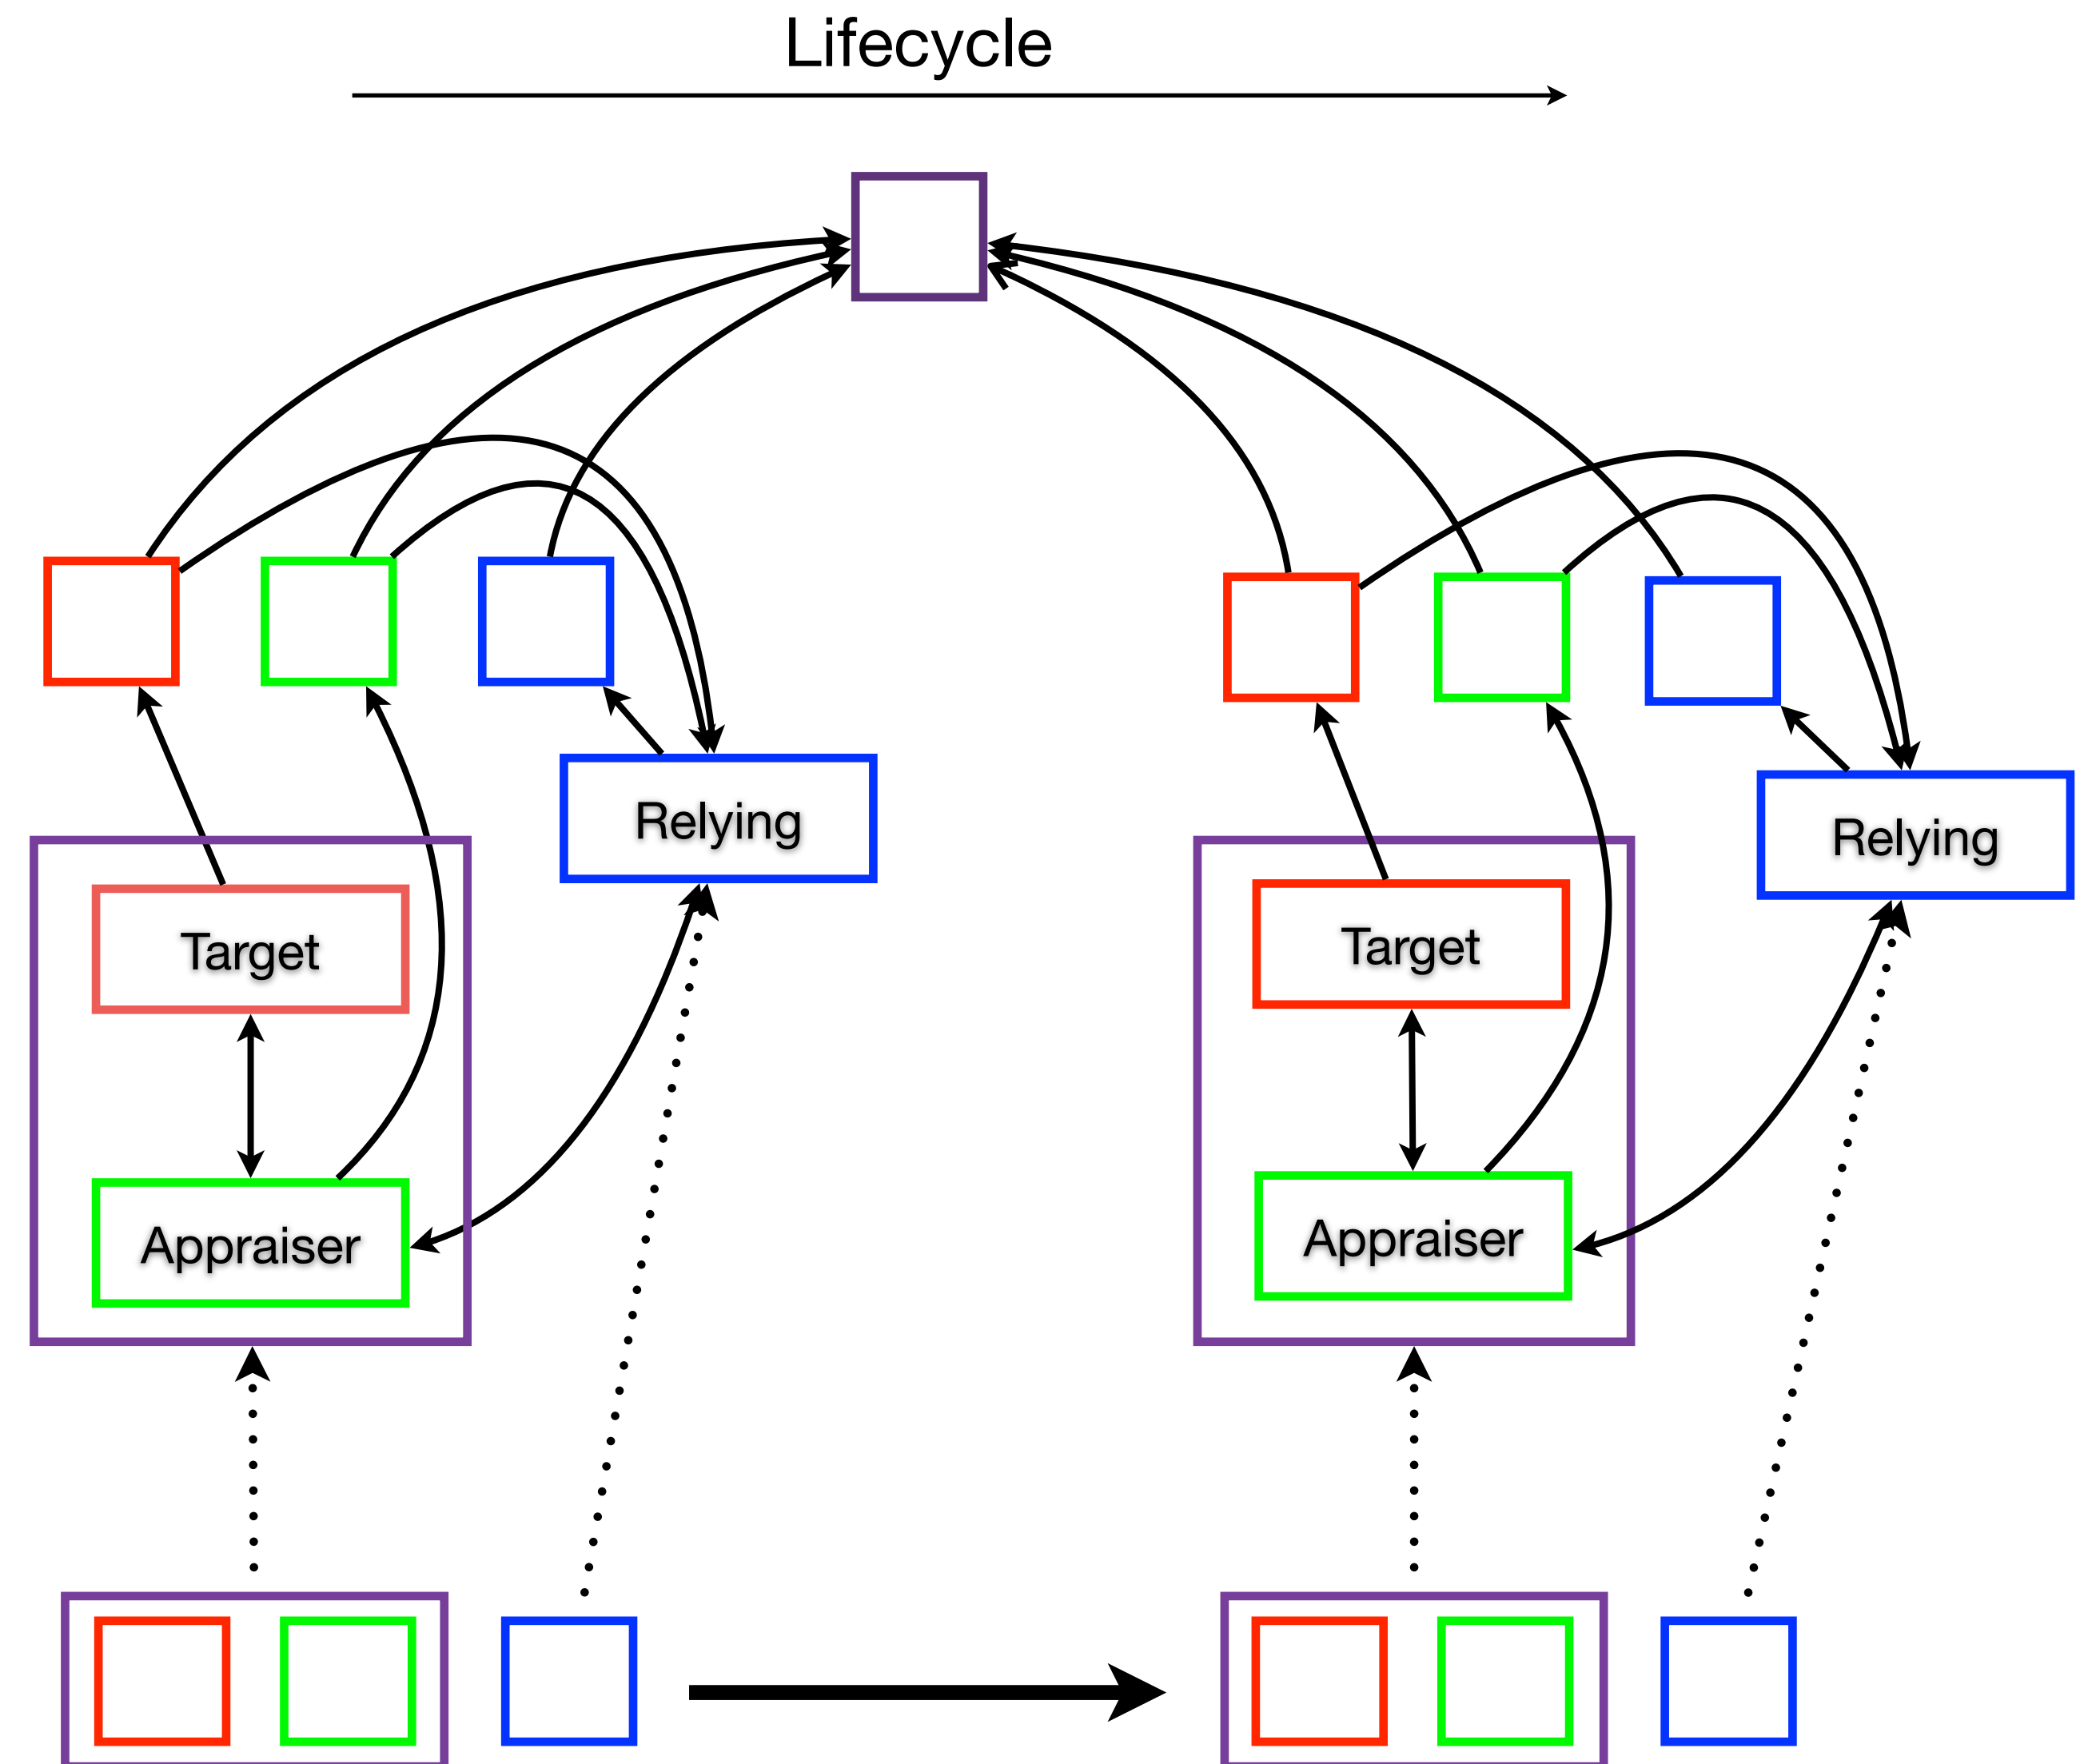 Lifecycle
Relying
Relying
Target
Target
Appraiser
Appraiser